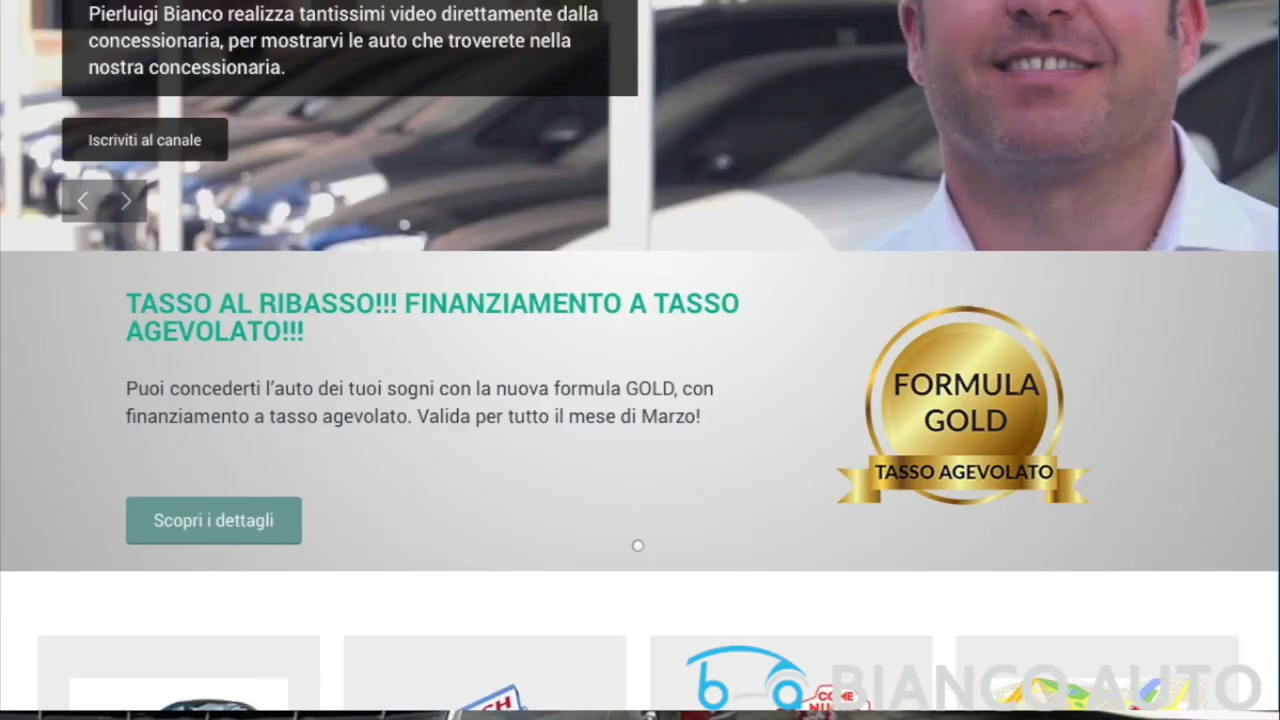 Pierluigi Bianco realizza tantissimi video direttamente dalla
concessionaria, per mostrarvi le auto che troverete nella
nostra concessionaria.
Iscriviti al canale
TASSO AL RIBASSO!!! FINANZIAMENTO A TASSO
AGEVOLATO!!!
Puoi concederti l'auto dei tuoi sogni con la nuova formula GOLD, con
finanziamento a tasso agevolato. Valida per tutto il mese di Marzo!
Scopri i dettagli
FORMULA
GOLD
TASSO AGEVOLATO
ba BIANCO AUTO
COME